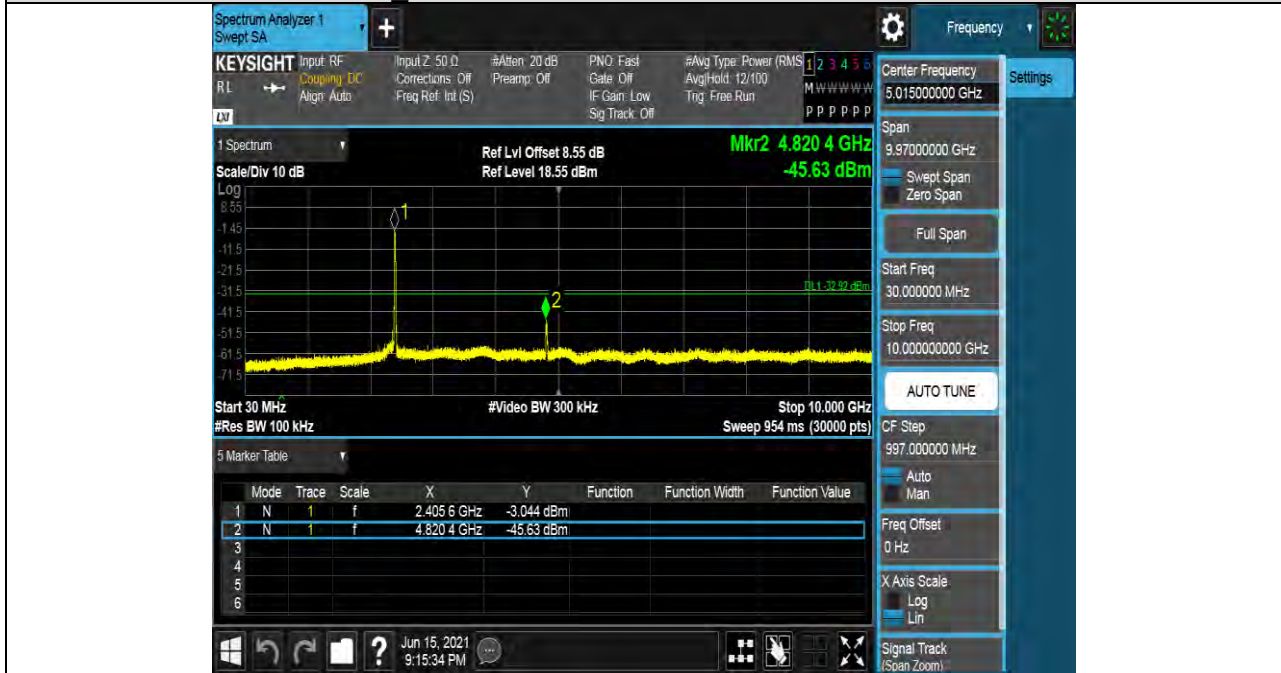 Spectrum Analyzer 1
Swept SA
+
Frequency
KEYSIGHT
RL
LXI
Input: RF
Coupling: DC
Align: Auto
Input Z: 50 Ω
Corrections: Off
Freq Ref: Int (S)
#Atten: 20 dB
Preamp: Off
PNO: Fast
Gate: Off
IF Gain: Low
Sig Track: Off
#Avg Type: Power (RMS
Avg|Hold: 12/100
Trig: Free Run
1 2 3 4 5 6
M W W W W W
P P P P P P
Center Frequency
5.015000000 GHz
Settings
1 Spectrum
Scale/Div 10 dB
Ref Lvl Offset 8.55 dB
Ref Level 18.55 dBm
Mkr2 4.820 4 GHz
-45.63 dBm
Log
8.55
-1.45
-11.5
-21.5
-31.5
-41.5
-51.5
-61.5
-71.5
1
2
DL1 -32.92 dBm
Start 30 MHz
#Res BW 100 kHz
#Video BW 300 kHz
Stop 10.000 GHz
Sweep 954 ms (30000 pts)
Span
9.97000000 GHz
Swept Span
Zero Span
Full Span
Start Freq
30.000000 MHz
Stop Freq
10.000000000 GHz
AUTO TUNE
CF Step
997.000000 MHz
Auto
Man
Freq Offset
0 Hz
X Axis Scale
Log
Lin
Signal Track
(Span Zoom)
5 Marker Table
Mode Trace Scale X Y Function Function Width Function Value
1 N 1 f 2.405 6 GHz -3.044 dBm
2 N 1 f 4.820 4 GHz -45.63 dBm
3
4
5
6
?
Jun 15, 2021
9:15:34 PM